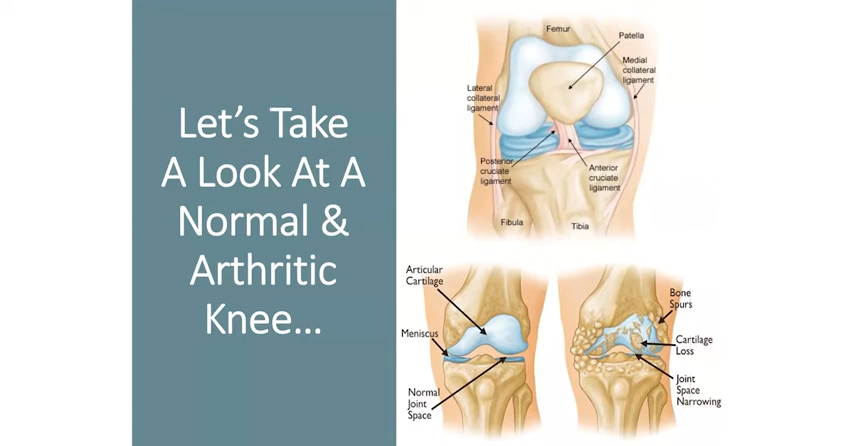 Let's Take
A Look At A
Normal &
Arthritic
Knee...
Femur
Patella
Medial
collateral
ligament
Lateral
collateral
ligament
Posterior
cruciate
ligament
Anterior
cruciate
ligament
Fibula
Tibia
Articular
Cartilage
Meniscus
Normal
Joint
Space
Bone
Spurs
Cartilage
Loss
Joint
Space
Narrowing